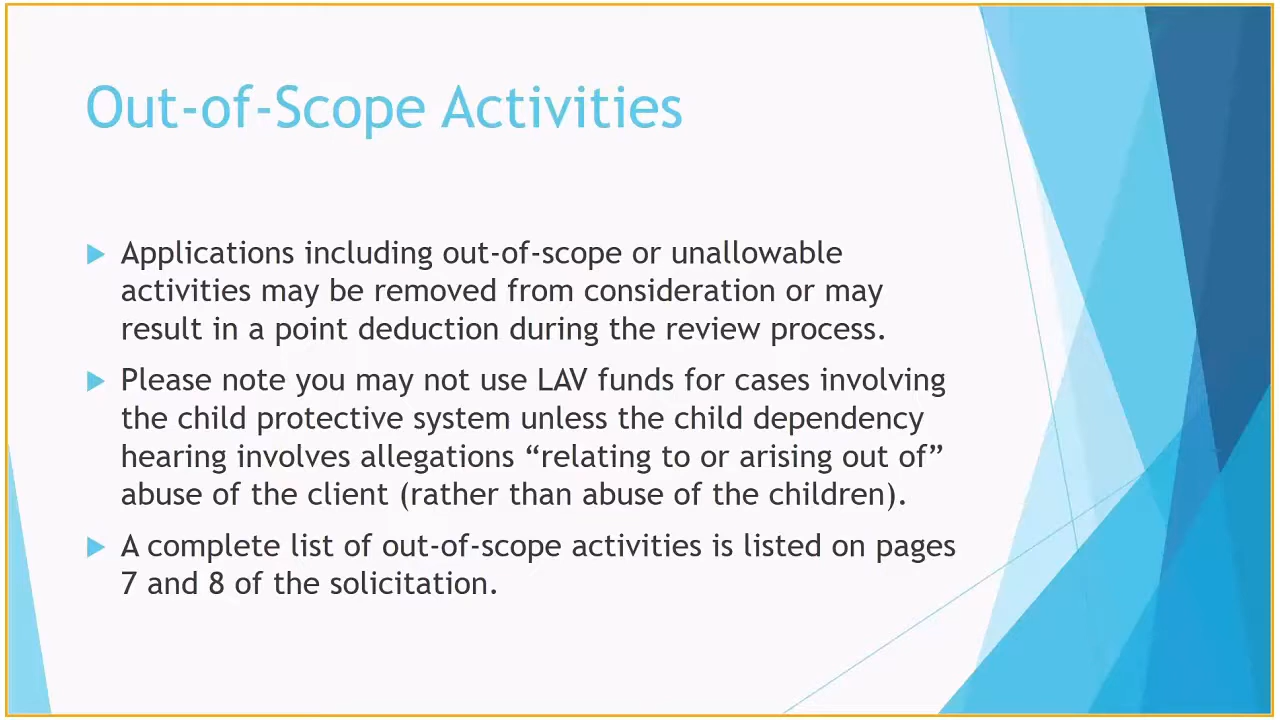 Out-of-Scope Activities
Applications including out-of-scope or unallowable
activities may be removed from consideration or may
result in a point deduction during the review process.
Please note you may not use LAV funds for cases involving
the child protective system unless the child dependency
hearing involves allegations “relating to or arising out of”
abuse of the client (rather than abuse of the children).
A complete list of out-of-scope activities is listed on pages
7 and 8 of the solicitation.